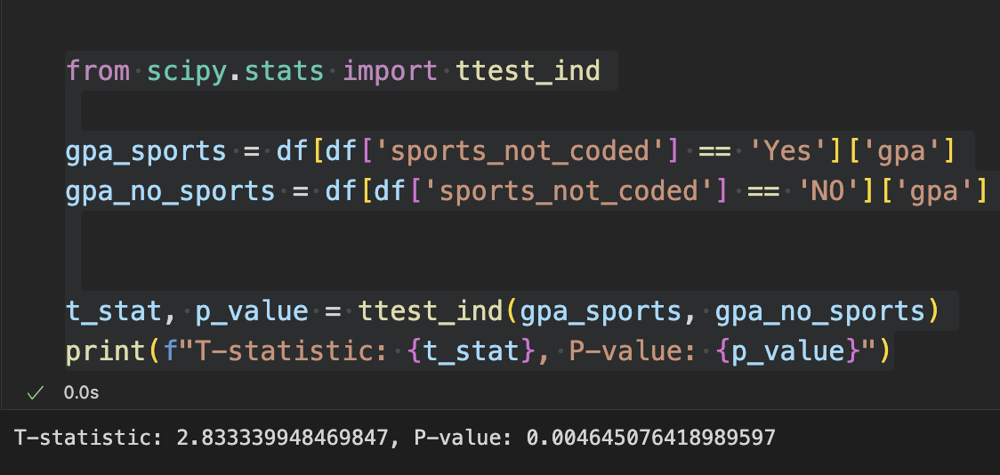 from scipy.stats import ttest_ind
gpa_sports = df[df['sports_not_coded'] == 'Yes']['gpa']
gpa_no_sports = df[df['sports_not_coded'] == 'NO']['gpa']
t_stat, p_value = ttest_ind(gpa_sports, gpa_no_sports)
print(f"T-statistic: {t_stat}, P-value: {p_value}")
0.0s
T-statistic: 2.833339948469847, P-value: 0.004645076418989597